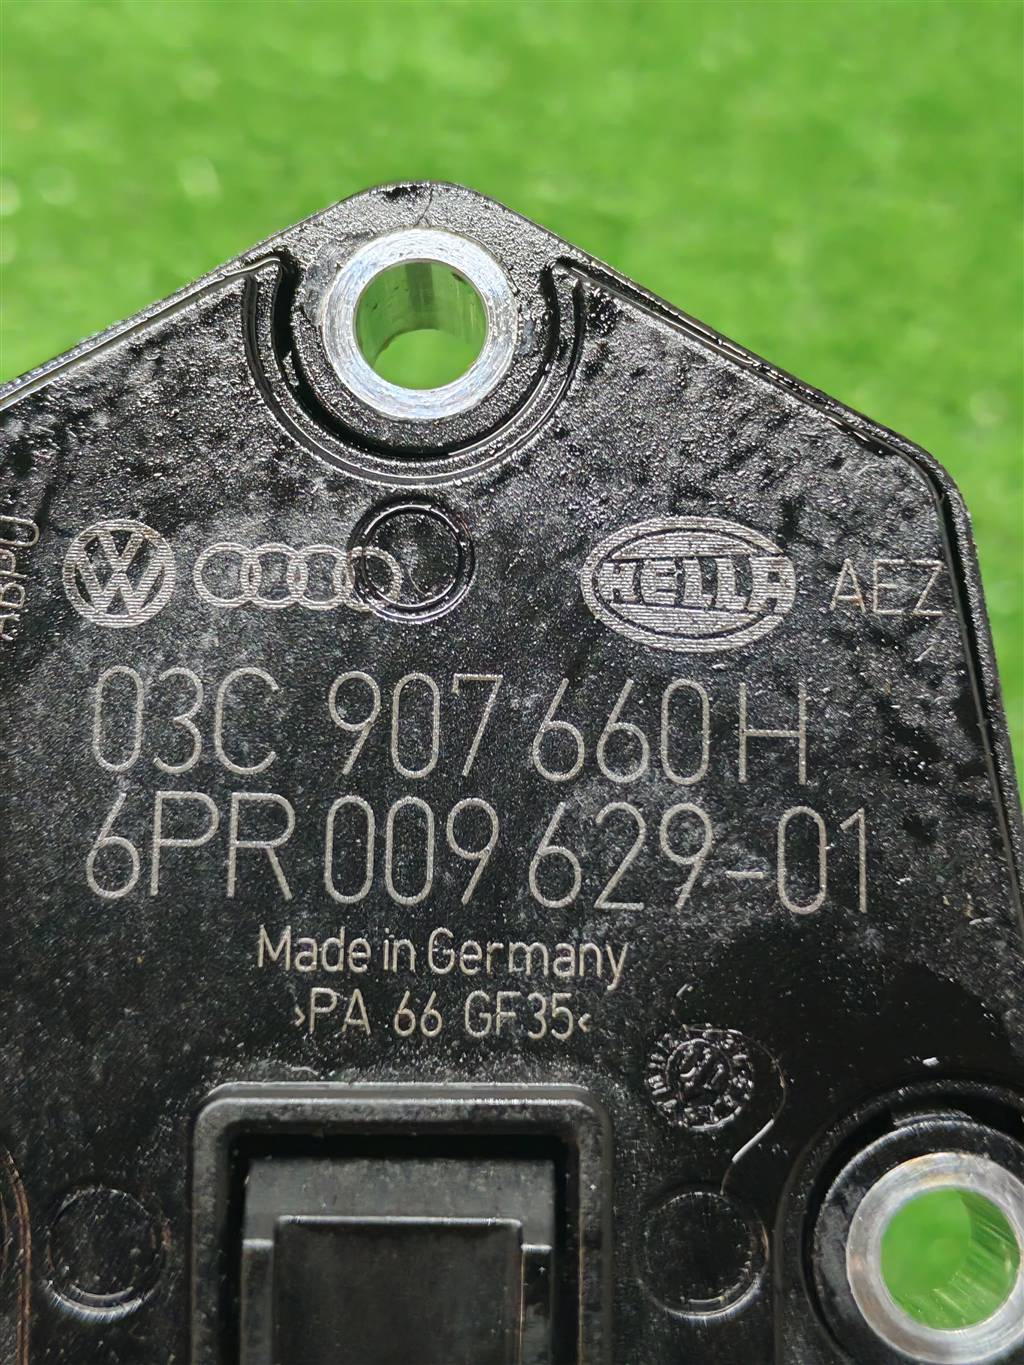 HELLA AEZ
03C 907 660 H
6PR 009 629-01
Made in Germany
>PA 66 GF35<